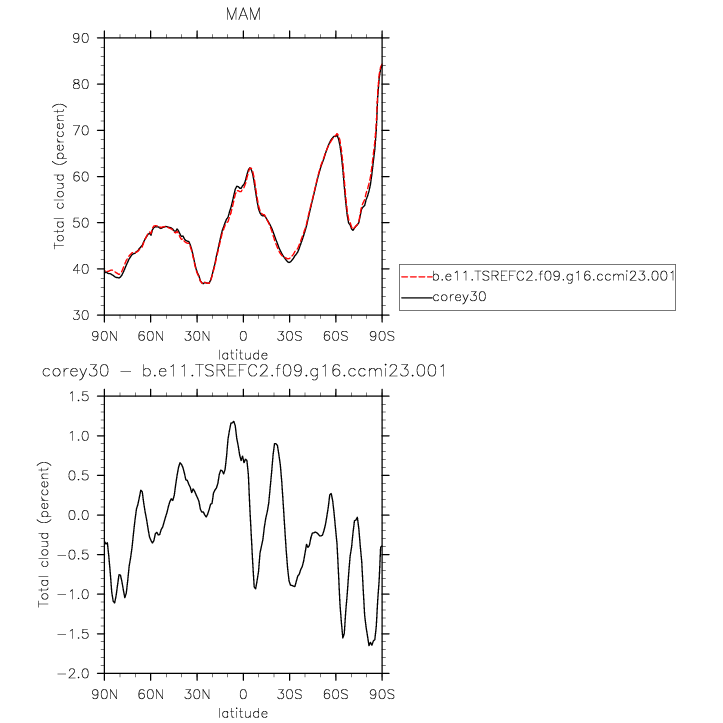 MAM
90
80
70
60
50
40
30
Total cloud (percent)
90N 60N 30N 0 30S 60S 90S
latitude
b.e11.TSREFC2.f09.g16.ccmi23.001
corey30
corey30 − b.e11.TSREFC2.f09.g16.ccmi23.001
1.5
1.0
0.5
0.0
−0.5
−1.0
−1.5
−2.0
Total cloud (percent)
90N 60N 30N 0 30S 60S 90S
latitude